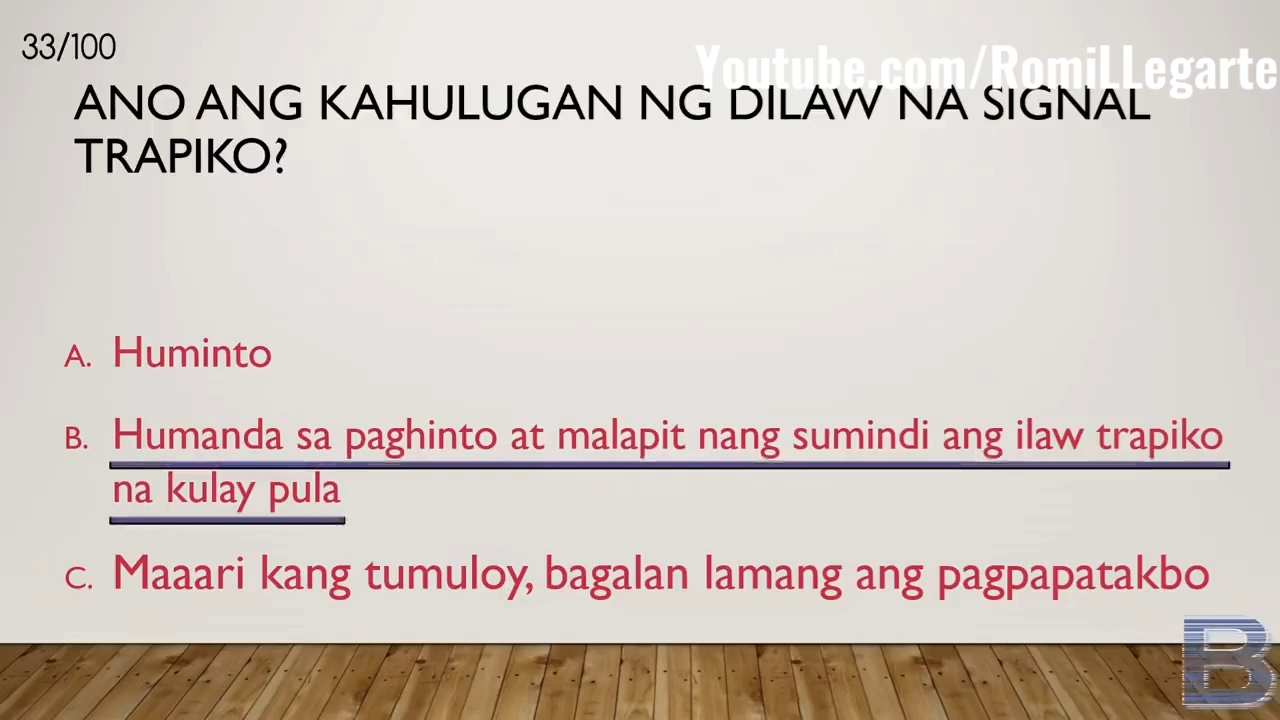 33/100
Youtube.com/RomilLegarte
ANO ANG KAHULUGAN NG DILAW NA SIGNAL
TRAPIKO?
A. Huminto
B. Humanda sa paghinto at malapit nang sumindi ang ilaw trapiko
na kulay pula
C. Maaari kang tumuloy, bagalan lamang ang pagpapatakbo
B